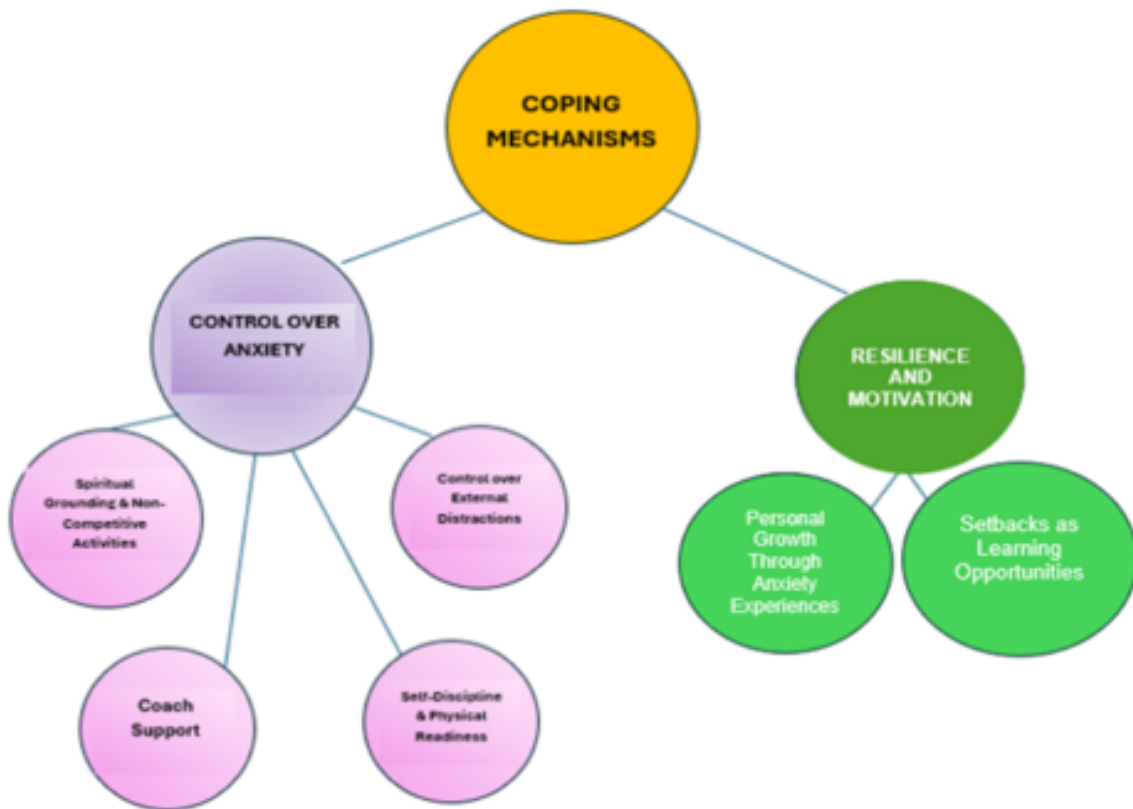 COPING
MECHANISMS
CONTROL OVER
ANXIETY
RESILIENCE
AND
MOTIVATION
Spiritual
Grounding & Non-
Competitive
Activities
Control over
External
Distractions
Personal
Growth
Through
Anxiety
Experiences
Setbacks as
Learning
Opportunities
Coach
Support
Self-Discipline
& Physical
Readiness